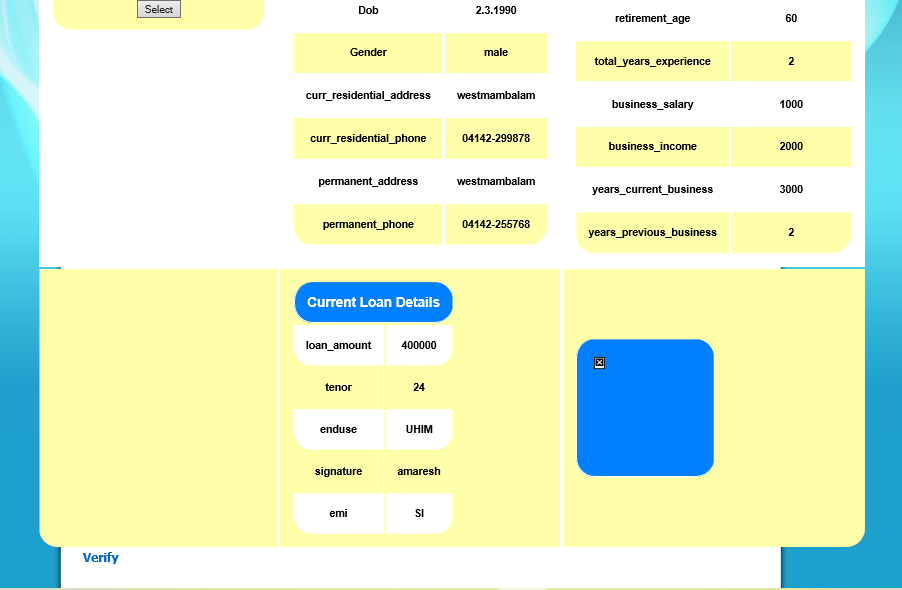 Select
Dob 2.3.1990
Gender male
curr_residential_address westmambalam
curr_residential_phone 04142-299878
permanent_address westmambalam
permanent_phone 04142-255768
retirement_age 60
total_years_experience 2
business_salary 1000
business_income 2000
years_current_business 3000
years_previous_business 2
Current Loan Details
loan_amount 400000
tenor 24
enduse UHIM
signature amaresh
emi SI
Verify